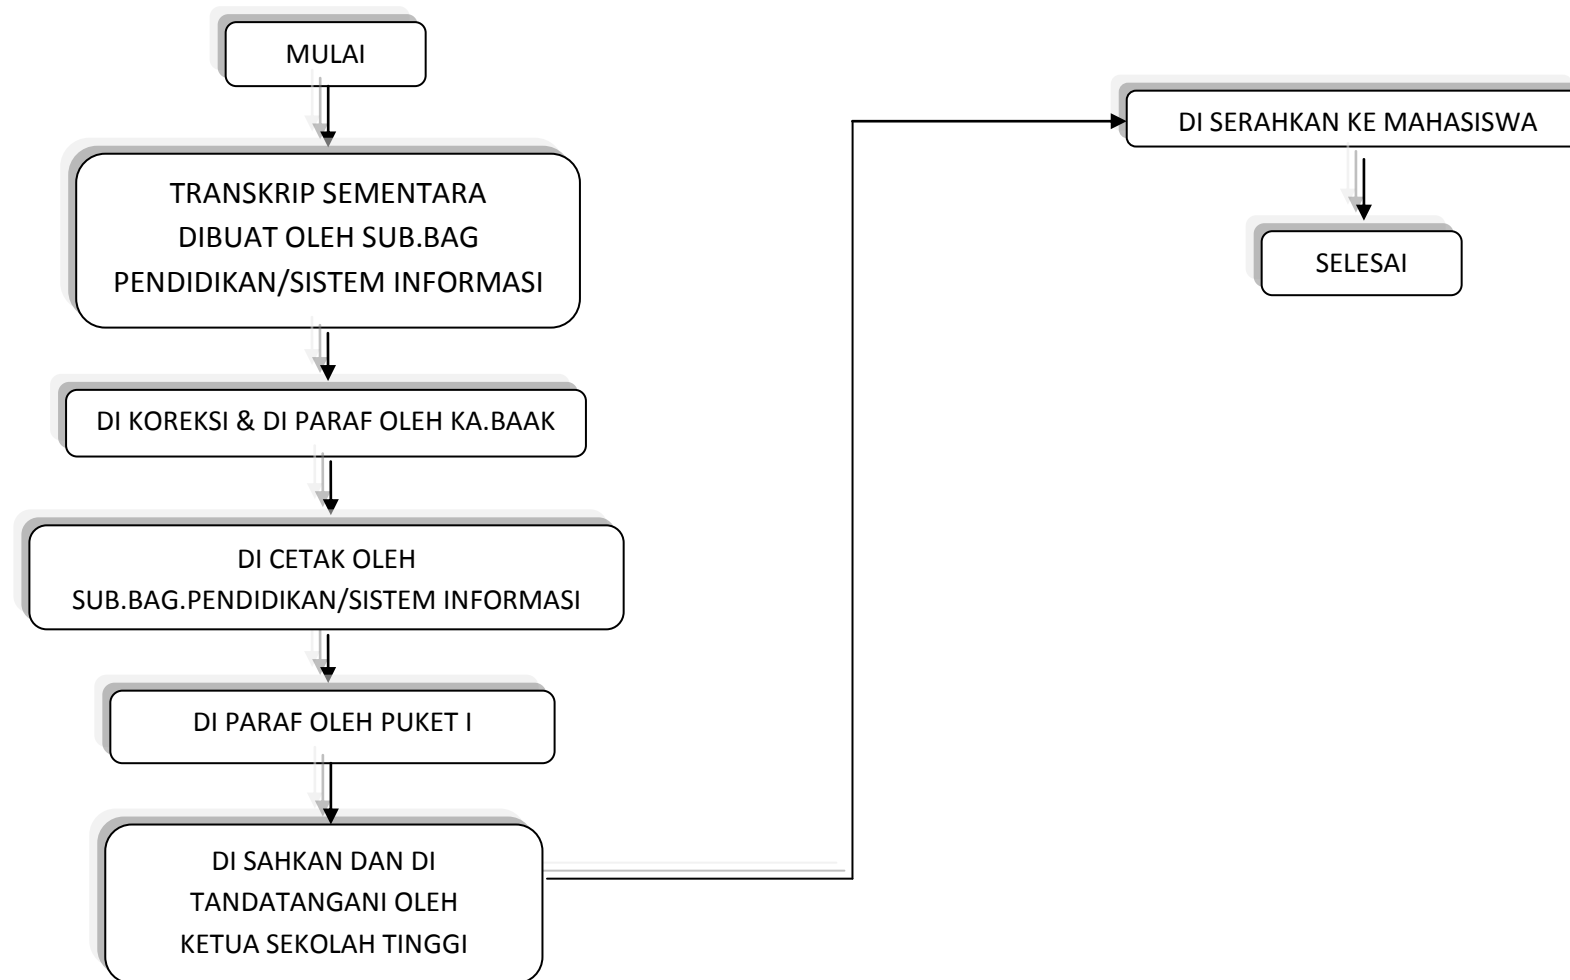 MULAI
TRANSKRIP SEMENTARA
DIBUAT OLEH SUB.BAG
PENDIDIKAN/SISTEM INFORMASI
DI KOREKSI & DI PARAF OLEH KA.BAAK
DI CETAK OLEH
SUB.BAG.PENDIDIKAN/SISTEM INFORMASI
DI PARAF OLEH PUKET I
DI SAHKAN DAN DI
TANDATANGANI OLEH
KETUA SEKOLAH TINGGI
DI SERAHKAN KE MAHASISWA
SELESAI